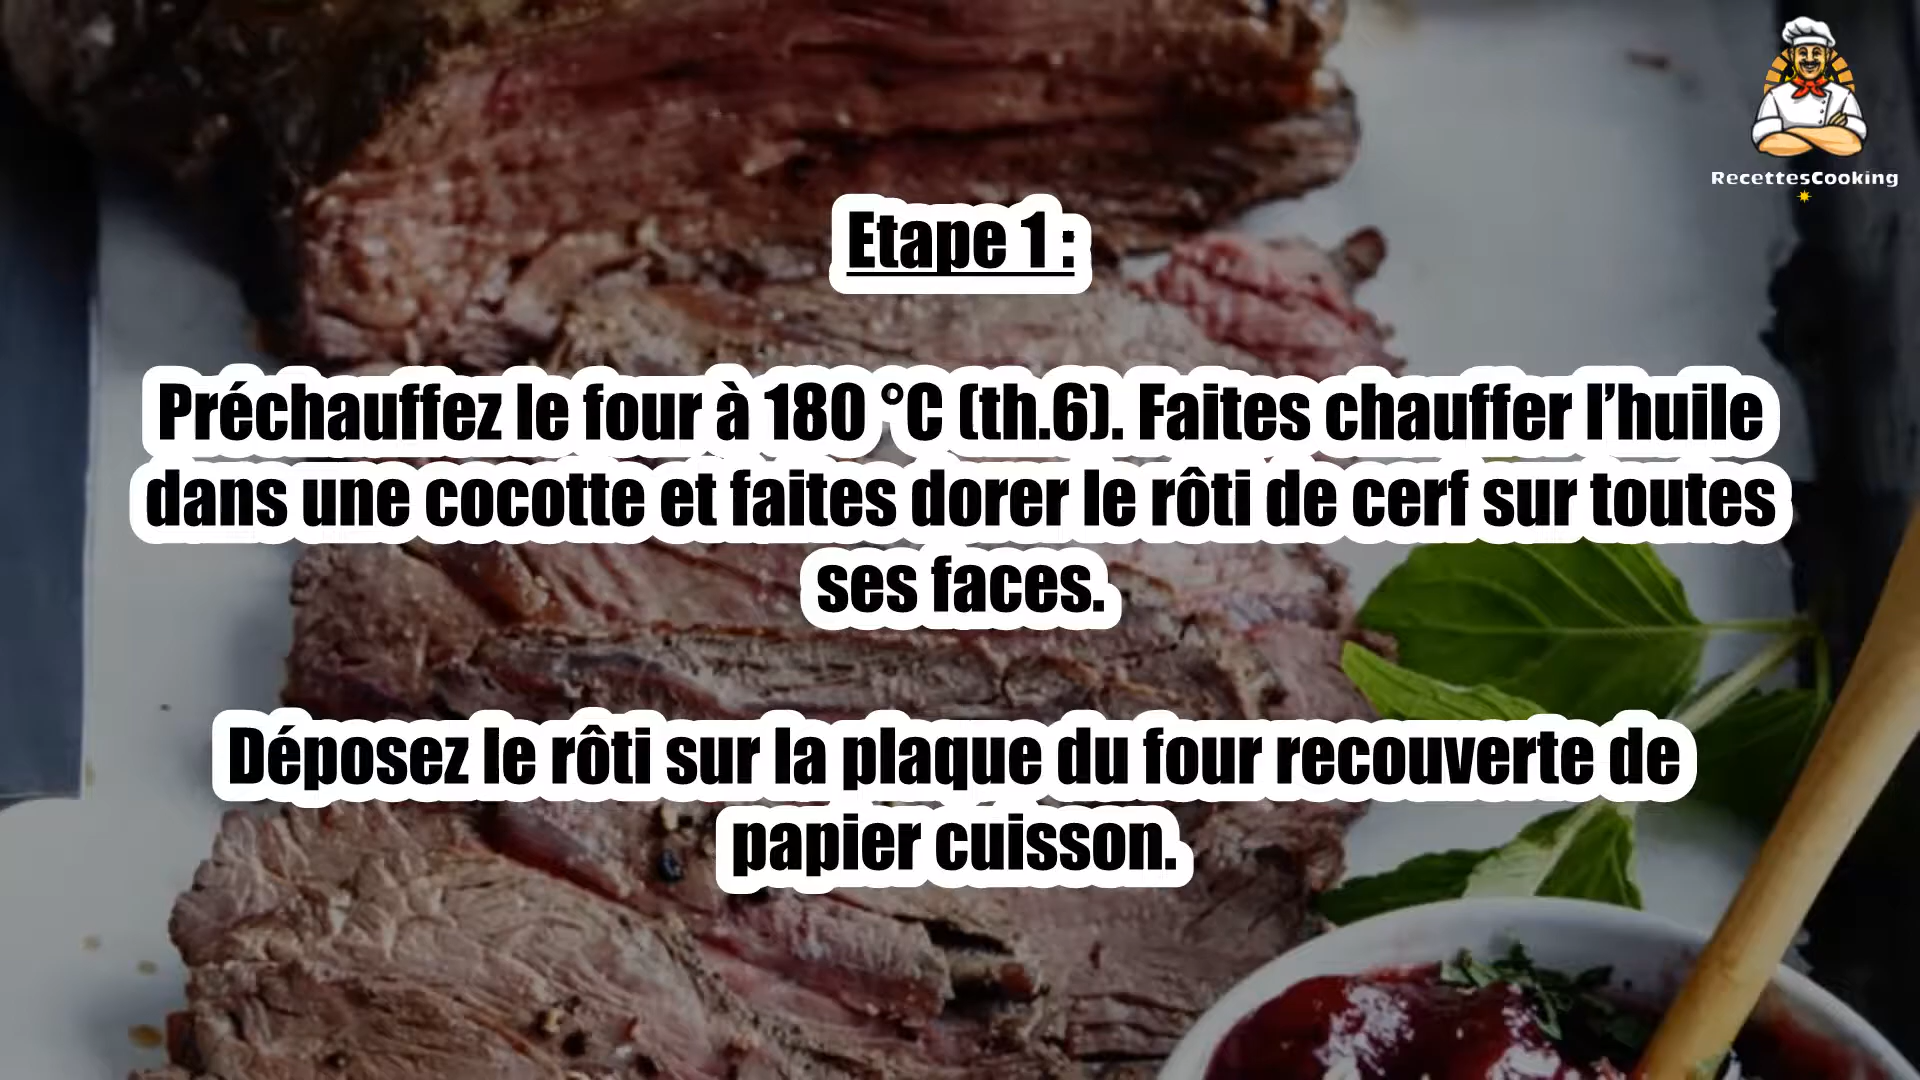 RecettesCooking
Etape 1 :
Préchauffez le four à 180 °C (th.6). Faites chauffer l’huile
dans une cocotte et faites dorer le rôti de cerf sur toutes
ses faces.
Déposez le rôti sur la plaque du four recouverte de
papier cuisson.